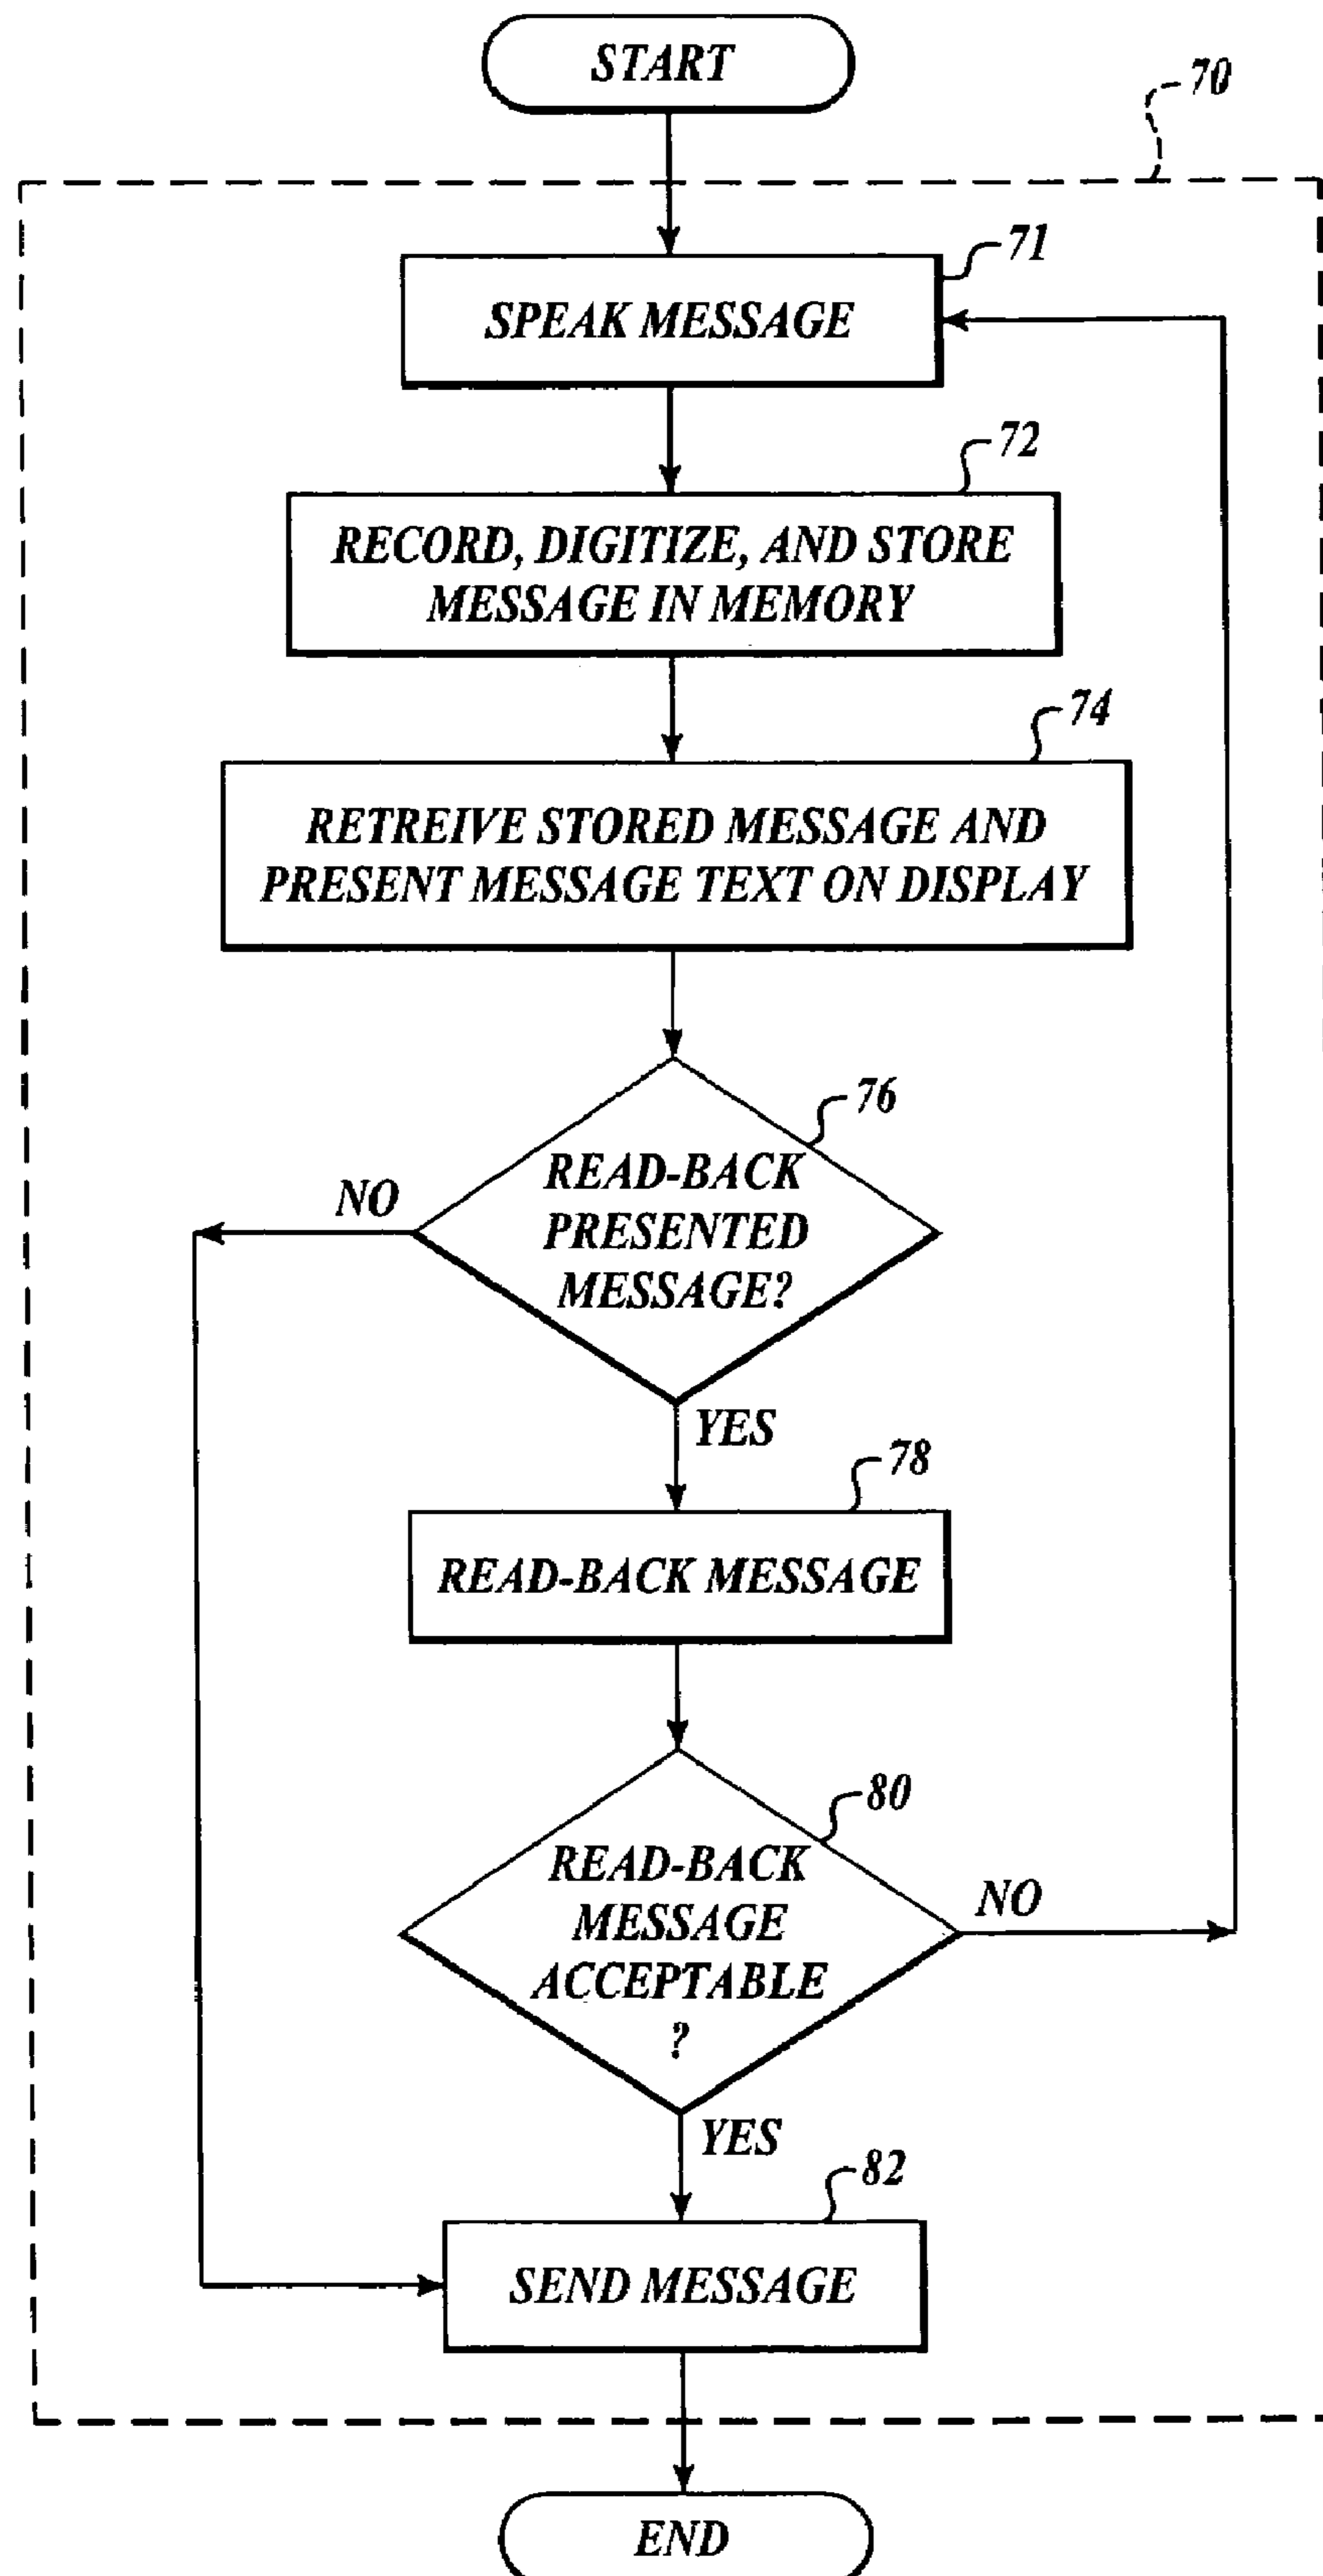 START
70
71
SPEAK MESSAGE
72
RECORD, DIGITIZE, AND STORE
MESSAGE IN MEMORY
74
RETREIVE STORED MESSAGE AND
PRESENT MESSAGE TEXT ON DISPLAY
76
NO
READ-BACK
PRESENTED
MESSAGE?
YES
78
READ-BACK MESSAGE
80
READ-BACK
MESSAGE
ACCEPTABLE
?
NO
YES
82
SEND MESSAGE
END